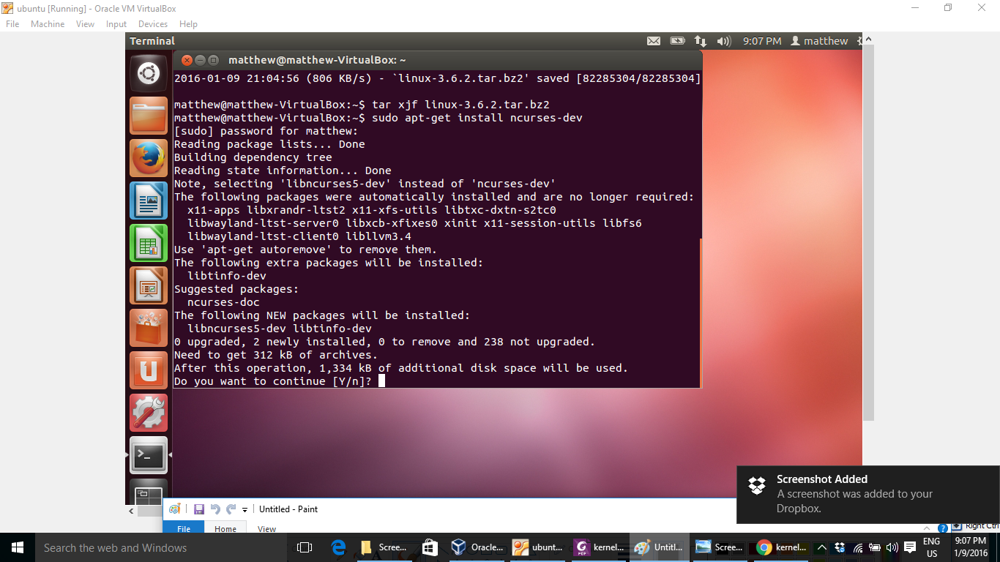 ubuntu [Running] - Oracle VM VirtualBox
File Machine View Input Devices Help
Terminal 9:07 PM matthew
matthew@matthew-VirtualBox: ~
2016-01-09 21:04:56 (806 KB/s) - `linux-3.6.2.tar.bz2' saved [82285304/82285304]
matthew@matthew-VirtualBox:~$ tar xjf linux-3.6.2.tar.bz2
matthew@matthew-VirtualBox:~$ sudo apt-get install ncurses-dev
[sudo] password for matthew:
Reading package lists... Done
Building dependency tree
Reading state information... Done
Note, selecting 'libncurses5-dev' instead of 'ncurses-dev'
The following packages were automatically installed and are no longer required:
x11-apps libxrandr-ltst2 x11-xfs-utils libtxc-dxtn-s2tc0
libwayland-ltst-server0 libxcb-xfixes0 xinit x11-session-utils libfs6
libwayland-ltst-client0 libllvm3.4
Use 'apt-get autoremove' to remove them.
The following extra packages will be installed:
libtinfo-dev
Suggested packages:
ncurses-doc
The following NEW packages will be installed:
libncurses5-dev libtinfo-dev
0 upgraded, 2 newly installed, 0 to remove and 238 not upgraded.
Need to get 312 kB of archives.
After this operation, 1,334 kB of additional disk space will be used.
Do you want to continue [Y/n]?
Screenshot Added
A screenshot was added to your
Dropbox.
Untitled - Paint
File Home View
Right Ctrl
Search the web and Windows
Scree...
Oracle...
ubunt...
kernel...
Untitl...
Scree...
kernel...
ENG
US
9:07 PM
1/9/2016